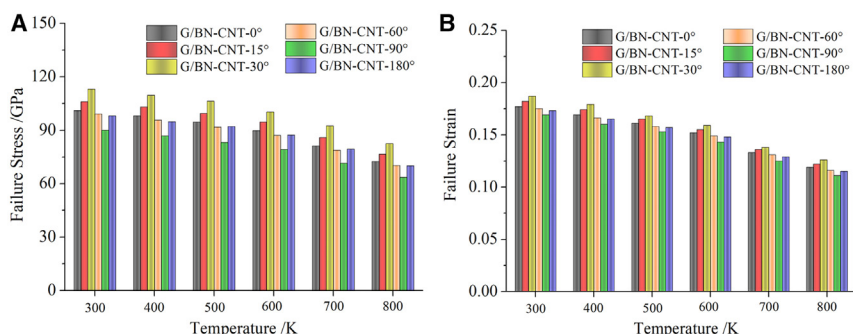 A
Failure Stress /GPa
150
120
90
60
30
0
G/BN-CNT-0° G/BN-CNT-60°
G/BN-CNT-15° G/BN-CNT-90°
G/BN-CNT-30° G/BN-CNT-180°
300 400 500 600 700 800
Temperature /K
B
Failure Strain
0.25
0.20
0.15
0.10
0.05
0.00
G/BN-CNT-0° G/BN-CNT-60°
G/BN-CNT-15° G/BN-CNT-90°
G/BN-CNT-30° G/BN-CNT-180°
300 400 500 600 700 800
Temperature /K